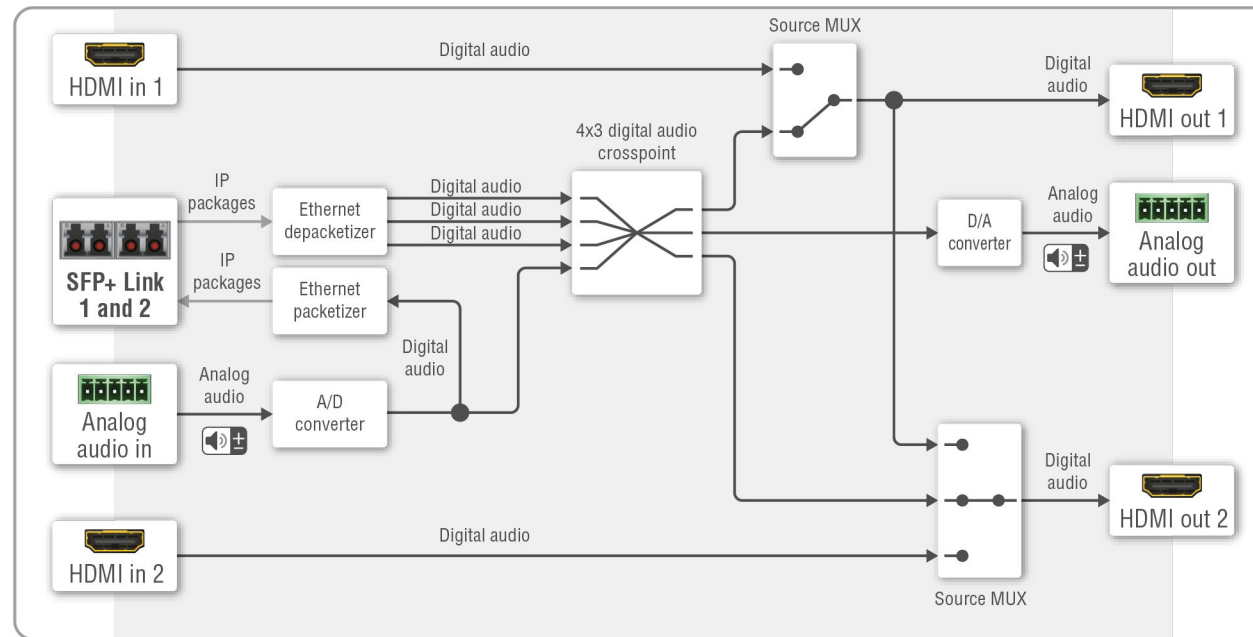 Source MUX
HDMI in 1
Digital audio
Digital
audio
HDMI out 1
4x3 digital audio
crosspoint
IP
packages
Ethernet
depacketizer
Digital audio
Digital audio
Digital audio
SFP+ Link
1 and 2
IP
packages
Ethernet
packetizer
D/A
converter
Analog
audio
Analog
audio out
Digital
audio
Analog
audio in
Analog
audio
A/D
converter
Digital
audio
HDMI out 2
HDMI in 2
Digital audio
Source MUX